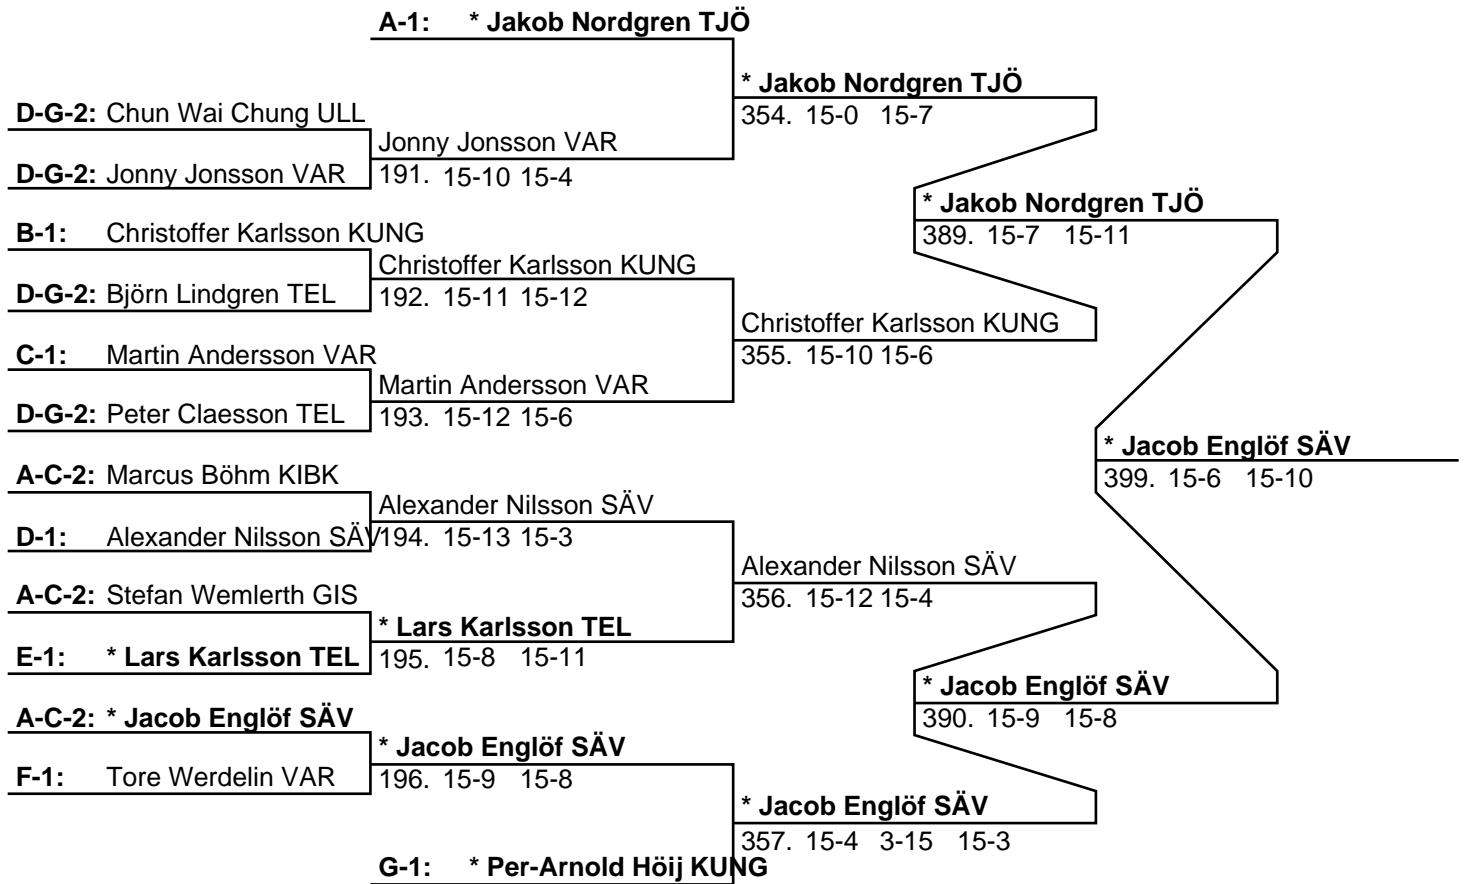 A-1: * Jakob Nordgren TJÖ
* Jakob Nordgren TJÖ
354. 15-0 15-7
D-G-2: Chun Wai Chung ULL
Jonny Jonsson VAR
D-G-2: Jonny Jonsson VAR
191. 15-10 15-4
* Jakob Nordgren TJÖ
389. 15-7 15-11
B-1: Christoffer Karlsson KUNG
Christoffer Karlsson KUNG
D-G-2: Björn Lindgren TEL
192. 15-11 15-12
Christoffer Karlsson KUNG
355. 15-10 15-6
C-1: Martin Andersson VAR
Martin Andersson VAR
D-G-2: Peter Claesson TEL
193. 15-12 15-6
* Jacob Englöf SÄV
399. 15-6 15-10
A-C-2: Marcus Böhm KIBK
Alexander Nilsson SÄV
D-1: Alexander Nilsson SÄV
194. 15-13 15-3
Alexander Nilsson SÄV
356. 15-12 15-4
A-C-2: Stefan Wemlerth GIS
* Lars Karlsson TEL
E-1: * Lars Karlsson TEL
195. 15-8 15-11
* Jacob Englöf SÄV
390. 15-9 15-8
A-C-2: * Jacob Englöf SÄV
* Jacob Englöf SÄV
F-1: Tore Werdelin VAR
196. 15-9 15-8
* Jacob Englöf SÄV
357. 15-4 3-15 15-3
G-1: * Per-Arnold Höij KUNG